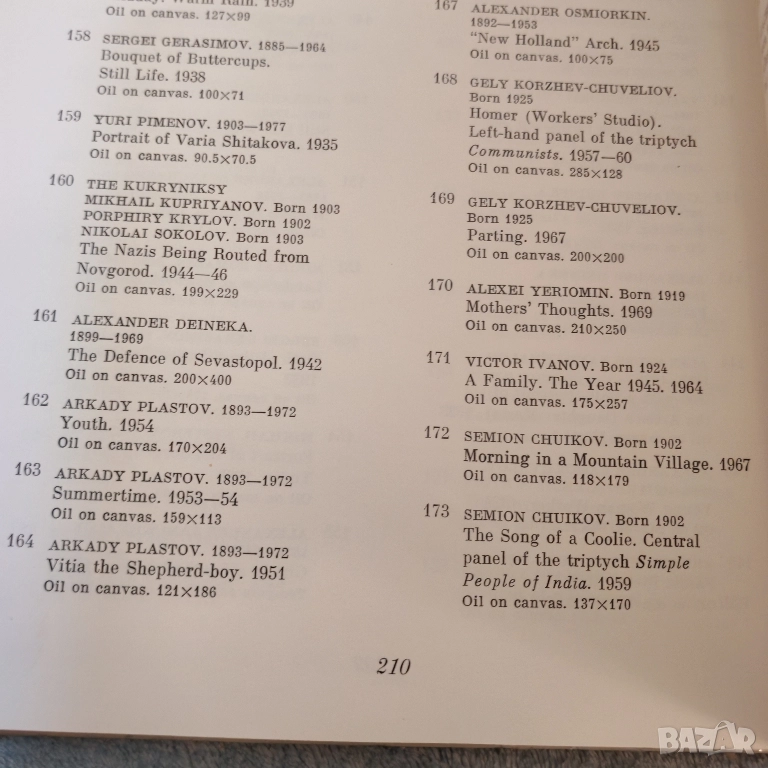 Warm Rain. 1939
Oil on canvas. 127×99
158 SERGEI GERASIMOV. 1885—1964
Bouquet of Buttercups.
Still Life. 1938
Oil on canvas. 100×71
159 YURI PIMENOV. 1903—1977
Portrait of Varia Shitakova. 1935
Oil on canvas. 90.5×70.5
160 THE KUKRYNIKSY
MIKHAIL KUPRIYANOV. Born 1903
PORPHIRY KRYLOV. Born 1902
NIKOLAI SOKOLOV. Born 1903
The Nazis Being Routed from
Novgorod. 1944—46
Oil on canvas. 199×229
161 ALEXANDER DEINEKA.
1899—1969
The Defence of Sevastopol. 1942
Oil on canvas. 200×400
162 ARKADY PLASTOV. 1893—1972
Youth. 1954
Oil on canvas. 170×204
163 ARKADY PLASTOV. 1893—1972
Summertime. 1953—54
Oil on canvas. 159×113
164 ARKADY PLASTOV. 1893—1972
Vitia the Shepherd-boy. 1951
Oil on canvas. 121×186
167 ALEXANDER OSMIORKIN.
1892—1953
"New Holland" Arch. 1945
Oil on canvas. 100×75
168 GELY KORZHEV-CHUVELIOV.
Born 1925
Homer (Workers' Studio).
Left-hand panel of the triptych
Communists. 1957—60
Oil on canvas. 285×128
169 GELY KORZHEV-CHUVELIOV.
Born 1925
Parting. 1967
Oil on canvas. 200×200
170 ALEXEI YERIOMIN. Born 1919
Mothers' Thoughts. 1969
Oil on canvas. 210×250
171 VICTOR IVANOV. Born 1924
A Family. The Year 1945. 1964
Oil on canvas. 175×257
172 SEMION CHUIKOV. Born 1902
Morning in a Mountain Village. 1967
Oil on canvas. 118×179
173 SEMION CHUIKOV. Born 1902
The Song of a Coolie. Central
panel of the triptych Simple
People of India. 1959
Oil on canvas. 137×170
210
BAZAR